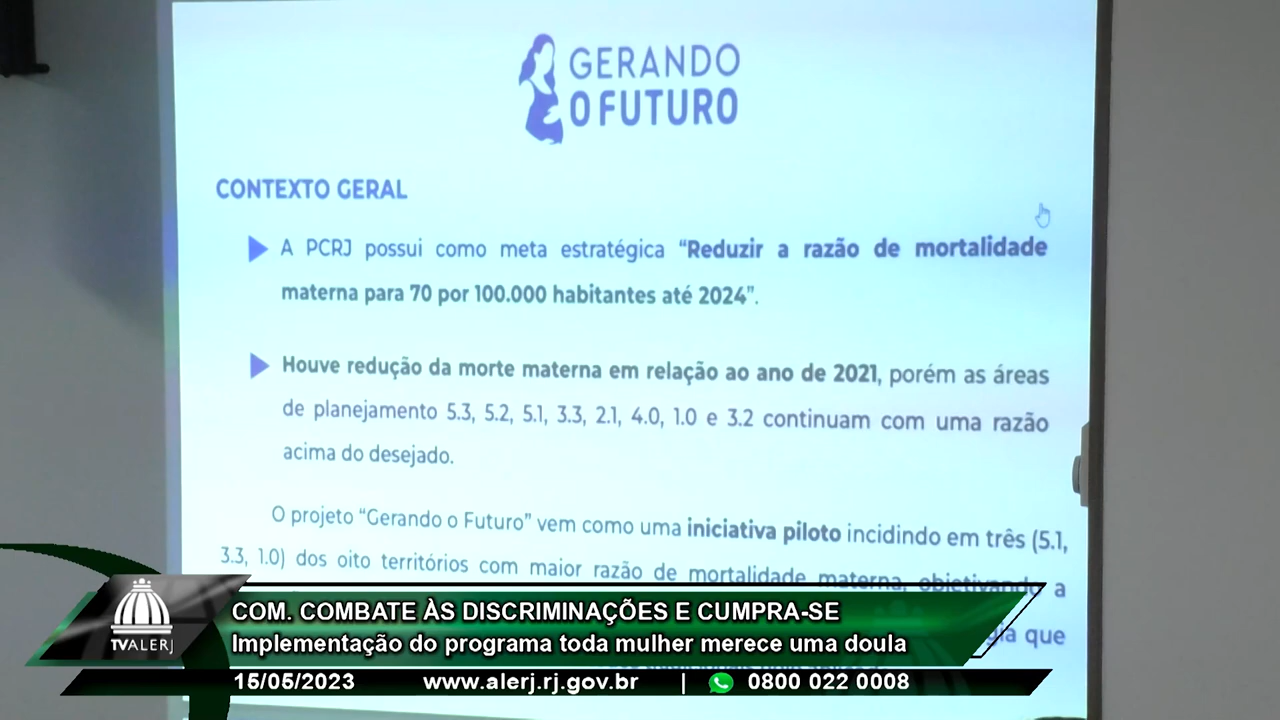 GERANDO
O FUTURO
CONTEXTO GERAL
A PCRJ possui como meta estratégica “Reduzir a razão de mortalidade
materna para 70 por 100.000 habitantes até 2024”.
Houve redução da morte materna em relação ao ano de 2021, porém as áreas
de planejamento 5.3, 5.2, 5.1, 3.3, 2.1, 4.0, 1.0 e 3.2 continuam com uma razão
acima do desejado.
O projeto “Gerando o Futuro” vem como uma iniciativa piloto incidindo em três (5.1,
3.3, 1.0) dos oito territórios com maior razão de mortalidade materna, objetivando a
que
TVALERJ
COM. COMBATE ÀS DISCRIMINAÇÕES E CUMPRA-SE
Implementação do programa toda mulher merece uma doula
15/05/2023 www.alerj.rj.gov.br | 0800 022 0008